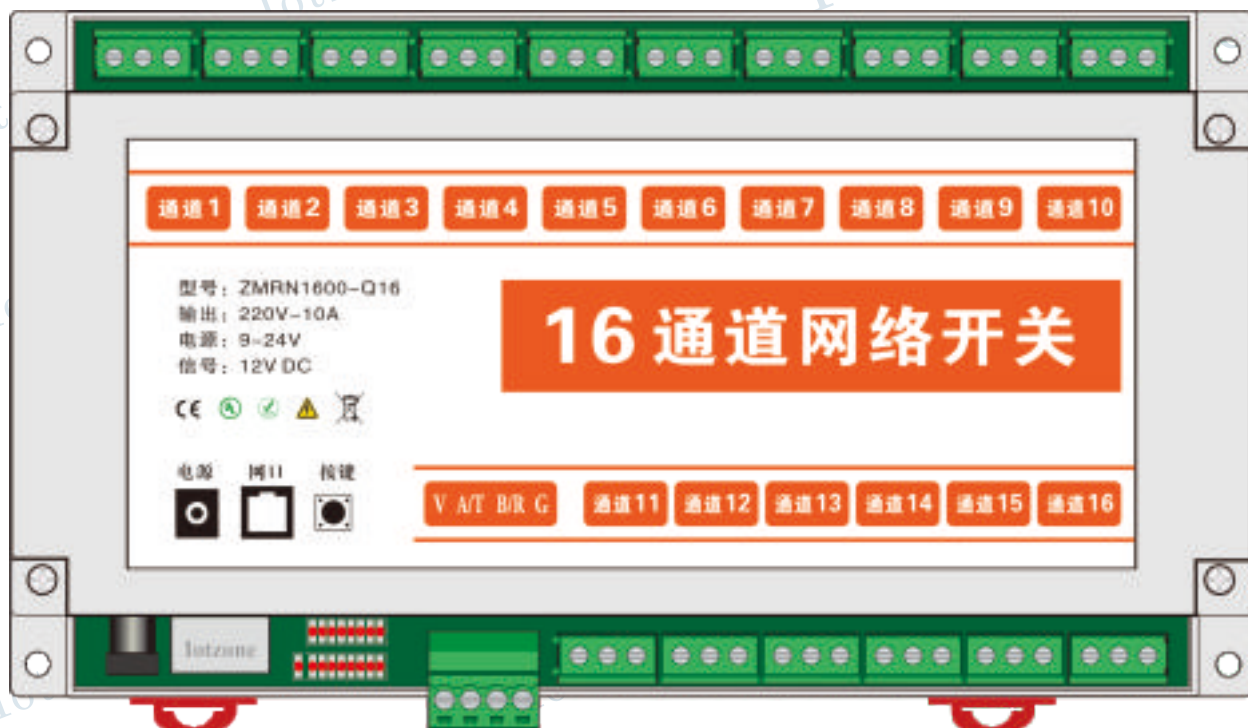 通道1 通道2 通道3 通道4 通道5 通道6 通道7 通道8 通道9 通道10
型号：ZMRN1600-Q16
输出：220V-10A
电源：9-24V
信号：12V DC
16通道网络开关
CE
电源 网口 按键
V A/T B/R G 通道11 通道12 通道13 通道14 通道15 通道16
Iotzone